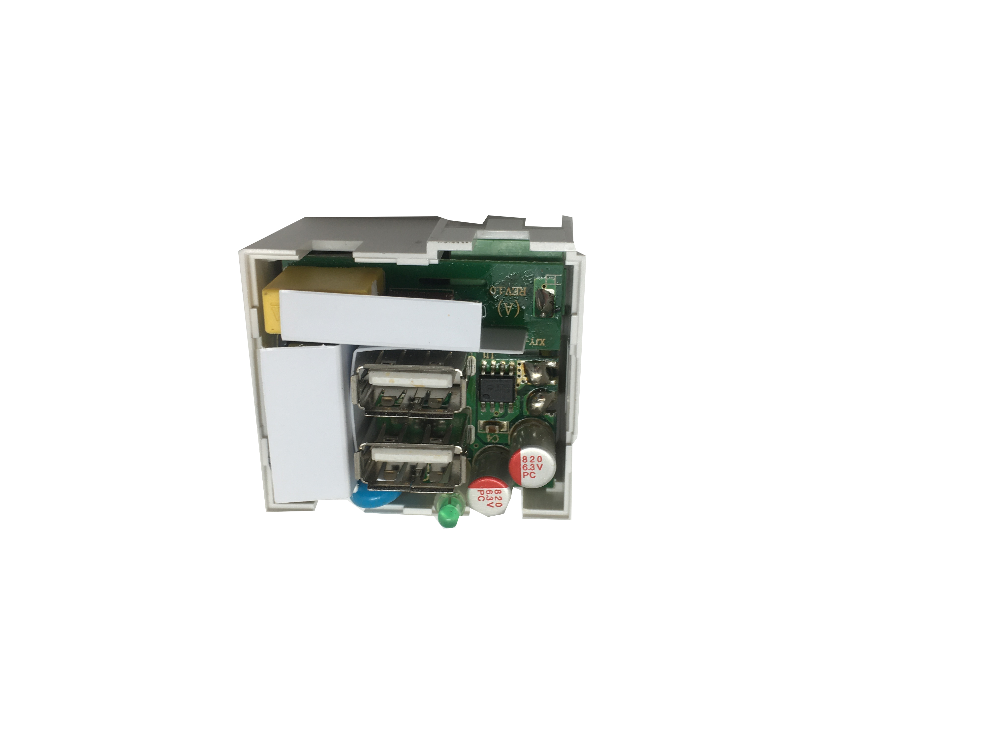 REV1.0
(A)
XJY-
U1
C4
820
6.3V
PC
820
6.3V
PC